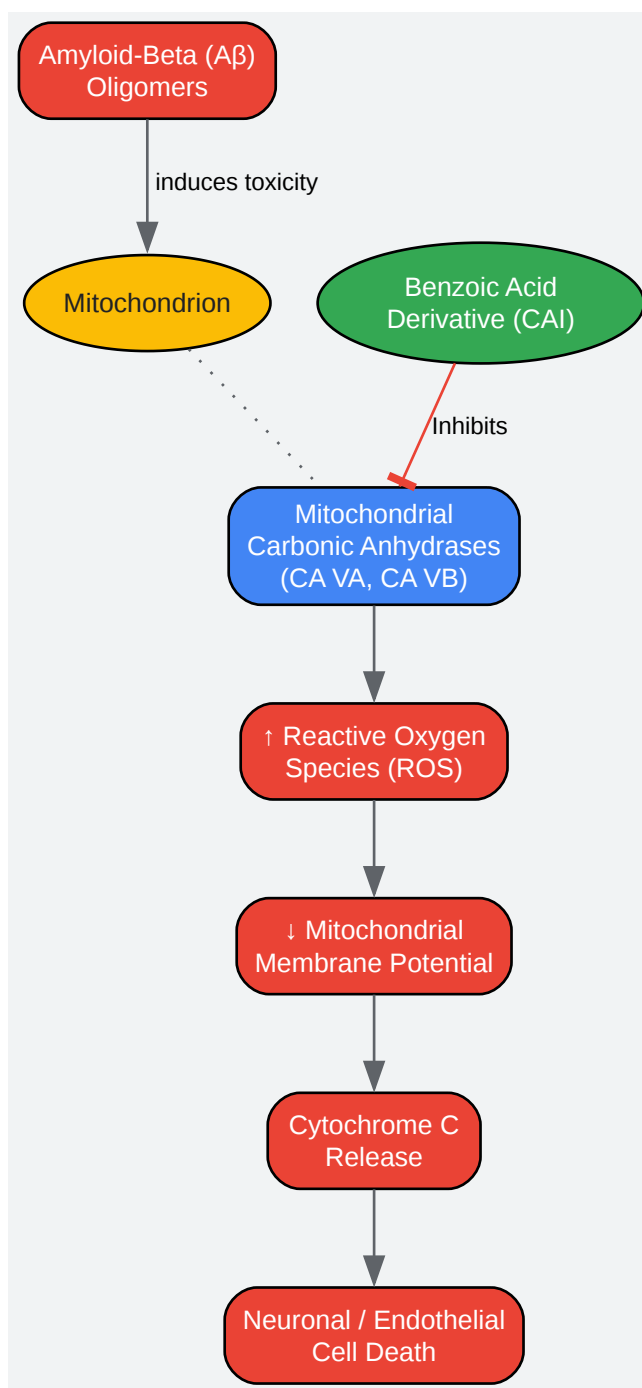 Amyloid-Beta (Aβ)
Oligomers
induces toxicity
Mitochondrion
Benzoic Acid
Derivative (CAI)
Inhibits
Mitochondrial
Carbonic Anhydrases
(CA VA, CA VB)
↑ Reactive Oxygen
Species (ROS)
↓ Mitochondrial
Membrane Potential
Cytochrome C
Release
Neuronal / Endothelial
Cell Death